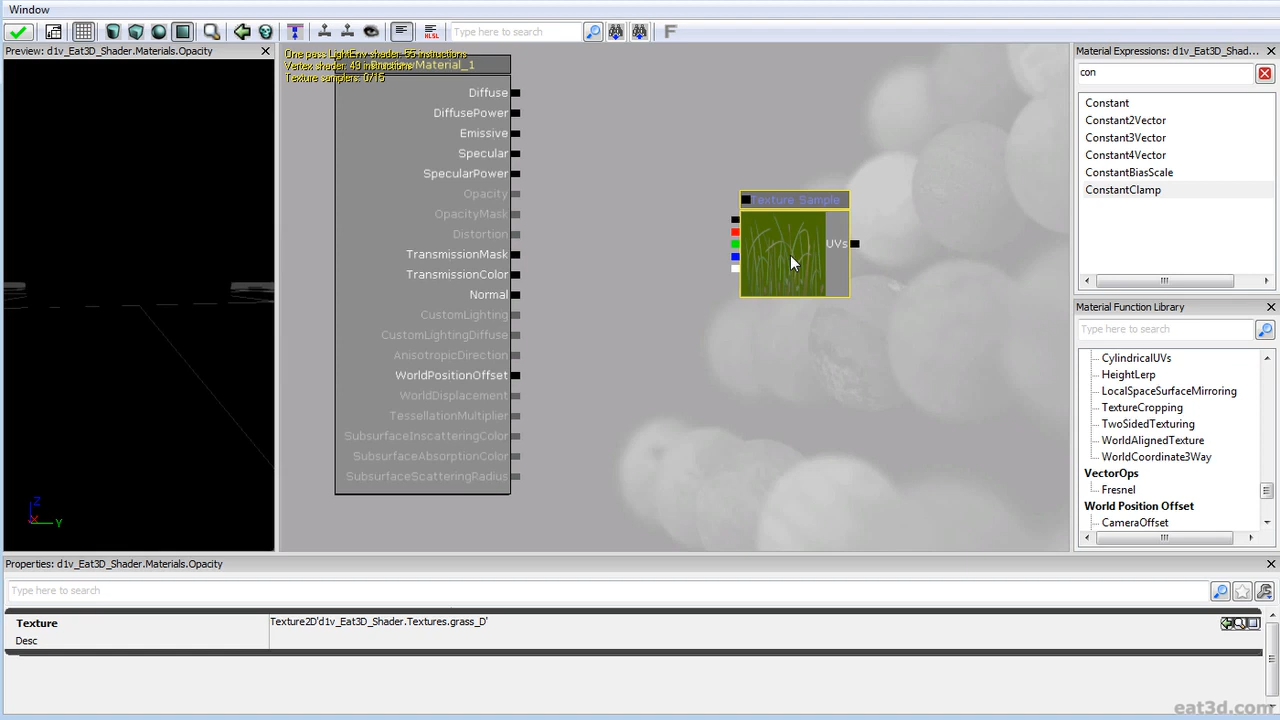 Window
Type here to search
HLSL
F
Preview: d1v_Eat3D_Shader.Materials.Opacity
One pass LightEnv shader: 55 instructions
Vertex shader: 49 instructions
Texture samplers: 0/15
Material_1
Diffuse
DiffusePower
Emissive
Specular
SpecularPower
Opacity
OpacityMask
Distortion
TransmissionMask
TransmissionColor
Normal
CustomLighting
CustomLightingDiffuse
AnisotropicDirection
WorldPositionOffset
WorldDisplacement
TessellationMultiplier
SubsurfaceInscatteringColor
SubsurfaceAbsorptionColor
SubsurfaceScatteringRadius
Texture Sample
UVs
Z
X
Y
Material Expressions: d1v_Eat3D_Shad...
con
Constant
Constant2Vector
Constant3Vector
Constant4Vector
ConstantBiasScale
ConstantClamp
Material Function Library
Type here to search
CylindricalUVs
HeightLerp
LocalSpaceSurfaceMirroring
TextureCropping
TwoSidedTexturing
WorldAlignedTexture
WorldCoordinate3Way
VectorOps
Fresnel
World Position Offset
CameraOffset
Properties: d1v_Eat3D_Shader.Materials.Opacity
Type here to search
Texture
Texture2D'd1v_Eat3D_Shader.Textures.grass_D'
Desc
eat3d.com